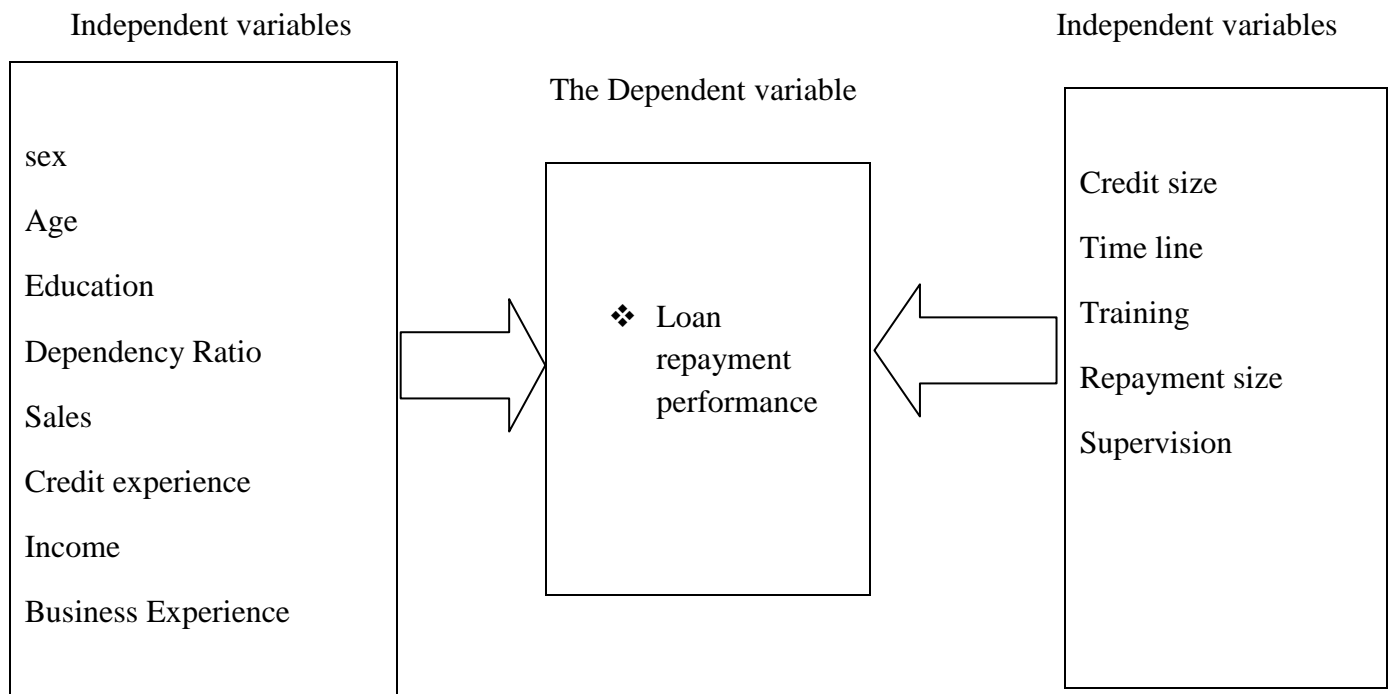 Independent variables
sex
Age
Education
Dependency Ratio
Sales
Credit experience
Income
Business Experience
The Dependent variable
❖ Loan
repayment
performance
Independent variables
Credit size
Time line
Training
Repayment size
Supervision